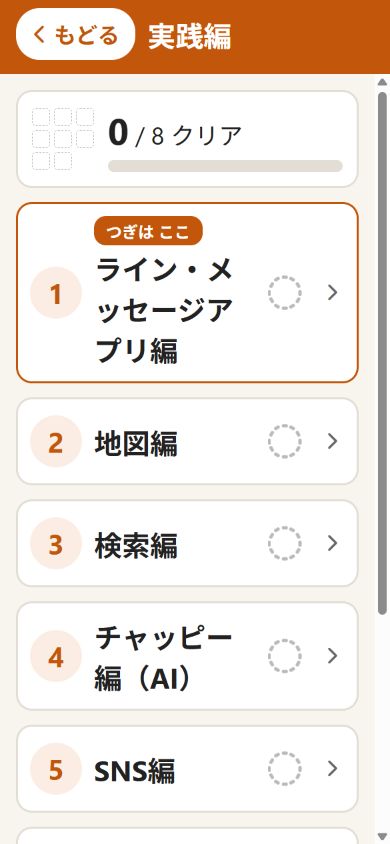 もどる 実践編
0 / 8 クリア
つぎは ここ
1
ライン・メ
ッセージア
プリ編
2 地図編
3 検索編
4
チャッピー
編（AI）
5 SNS編